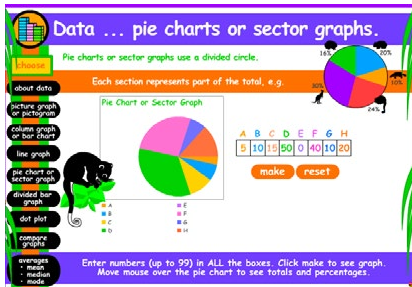 Data ... pie charts or sector graphs.
choose
Pie charts or sector graphs use a divided circle.
Each section represents part of the total, e.g.
16%
20%
10%
24%
30%
about data
picture graph
or pictogram
column graph
or bar chart
line graph
pie chart or
sector graph
divided bar
graph
dot plot
compare
graphs
averages
• mean
• median
• mode
Pie Chart or Sector Graph
A
B
C
D
E
F
G
H
A B C D E F G H
5 10 15 50 0 40 10 20
make reset
Enter numbers (up to 99) in ALL the boxes. Click make to see graph.
Move mouse over the pie chart to see totals and percentages.